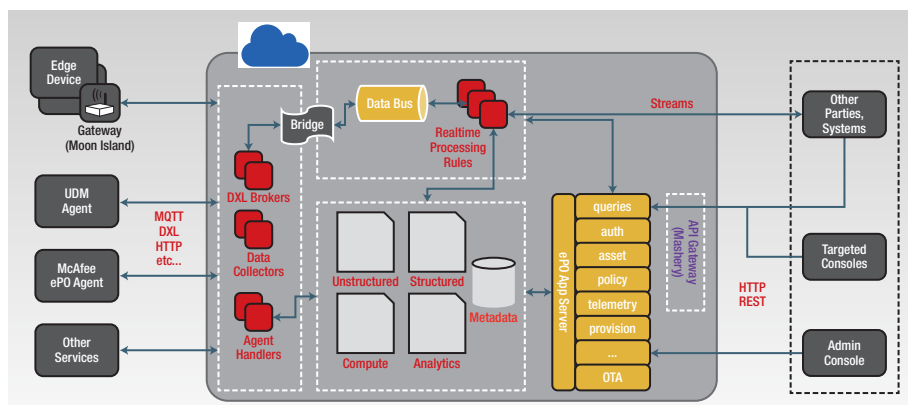 Edge
Device
Gateway
(Moon Island)
UDM
Agent
McAfee
ePO Agent
Other
Services
MQTT
DXL
HTTP
etc...
Bridge
DXL Brokers
Data
Collectors
Agent
Handlers
Data Bus
Realtime
Processing
Rules
Unstructured
Structured
Compute
Analytics
Metadata
ePO App Server
queries
auth
asset
policy
telemetry
provision
...
OTA
API Gateway
(Mashery)
Streams
HTTP
REST
Other
Parties,
Systems
Targeted
Consoles
Admin
Console